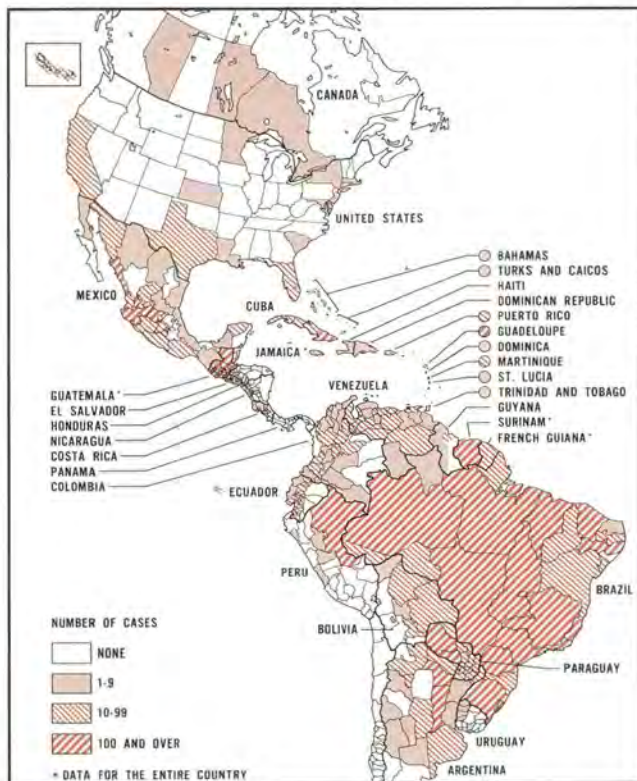 CANADA
UNITED STATES
BAHAMAS
TURKS AND CAICOS
HAITI
DOMINICAN REPUBLIC
PUERTO RICO
GUADELOUPE
DOMINICA
MARTINIQUE
ST. LUCIA
TRINIDAD AND TOBAGO
GUYANA
SURINAM*
FRENCH GUIANA*
MEXICO
CUBA
JAMAICA*
VENEZUELA
GUATEMALA*
EL SALVADOR
HONDURAS
NICARAGUA
COSTA RICA
PANAMA
COLOMBIA
ECUADOR
PERU
BRAZIL
BOLIVIA
PARAGUAY
URUGUAY
ARGENTINA
NUMBER OF CASES
NONE
1-9
10-99
100 AND OVER
* DATA FOR THE ENTIRE COUNTRY